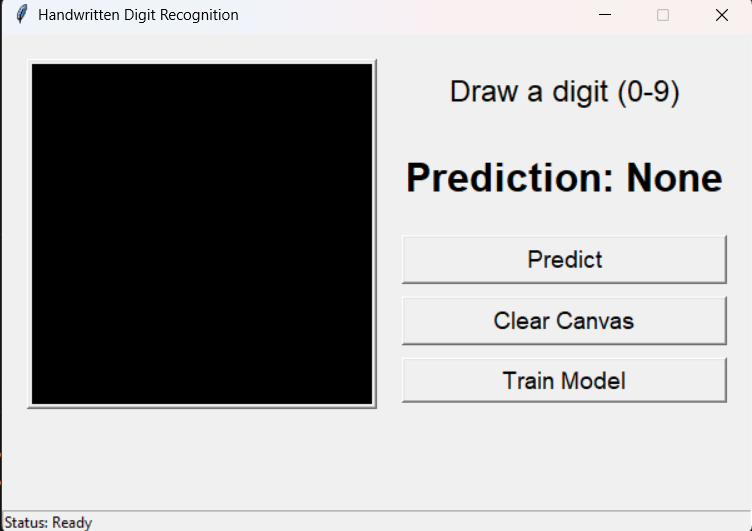 Handwritten Digit Recognition
Draw a digit (0-9)
Prediction: None
Predict
Clear Canvas
Train Model
Status: Ready